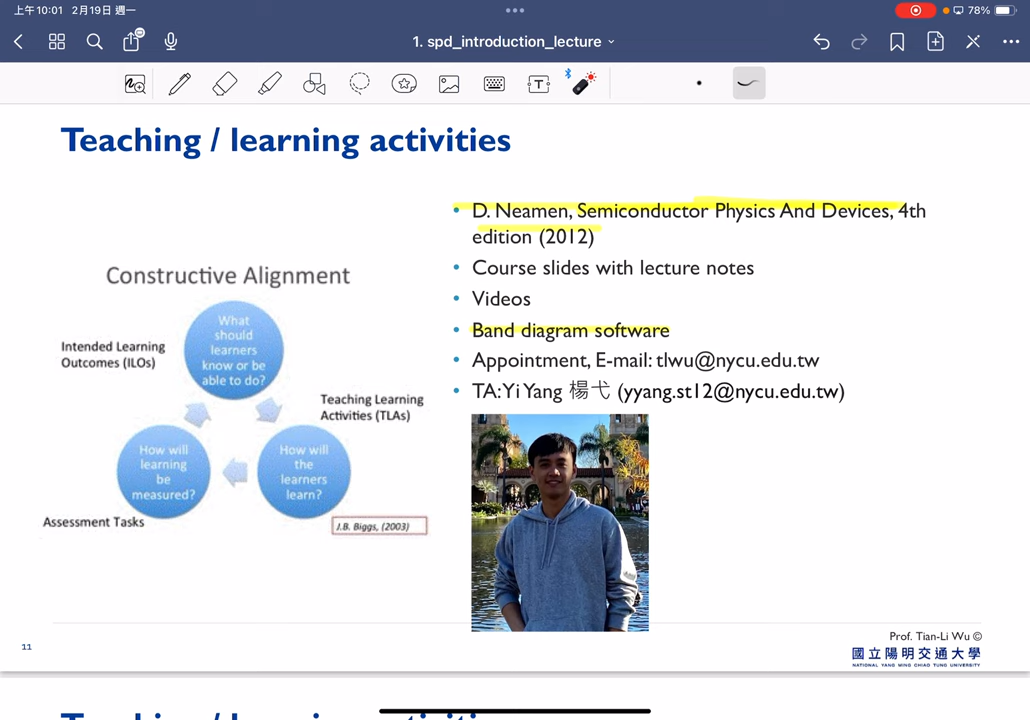 上午10:01 2月19日 週一
78%
1. spd_introduction_lecture
T
Teaching / learning activities
• D. Neamen, Semiconductor Physics And Devices, 4th
edition (2012)
• Course slides with lecture notes
• Videos
• Band diagram software
• Appointment, E-mail: tlwu@nycu.edu.tw
• TA: Yi Yang 楊弋 (yyang.st12@nycu.edu.tw)
Constructive Alignment
What
should
learners
know or be
able to do?
Intended Learning
Outcomes (ILOs)
Teaching Learning
Activities (TLAs)
How will
learning
be
measured?
How will
the
learners
learn?
Assessment Tasks
J.B. Biggs, (2003)
11
Prof. Tian-Li Wu ©
國立陽明交通大學
NATIONAL YANG MING CHIAO TUNG UNIVERSITY
Teaching / learning activities